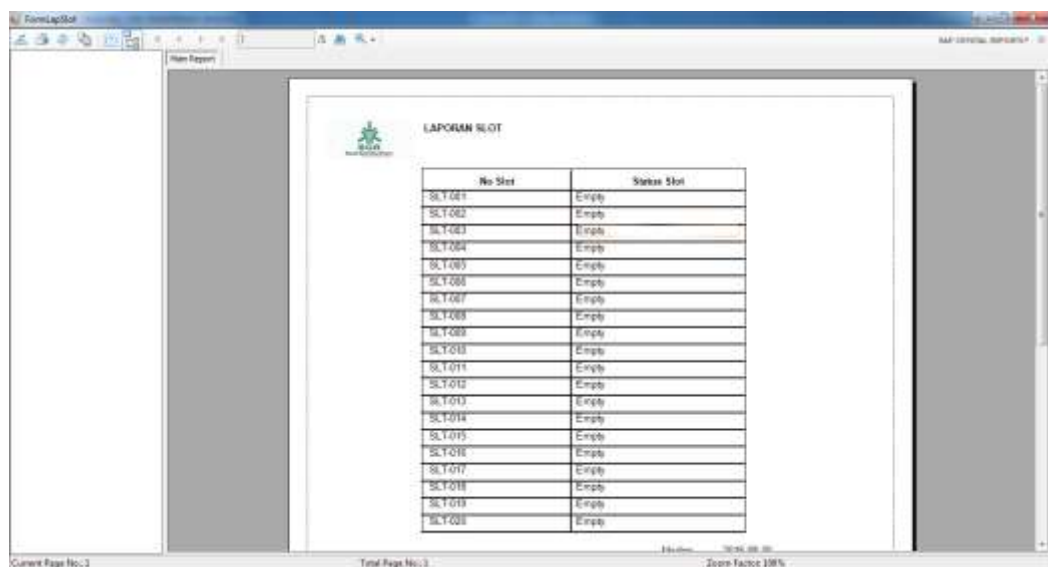 FormLapSlot
SAP CRYSTAL REPORTS®
Main Report
LAPORAN SLOT
No Slot Status Slot
SLT-001 Empty
SLT-002 Empty
SLT-003 Empty
SLT-004 Empty
SLT-005 Empty
SLT-006 Empty
SLT-007 Empty
SLT-008 Empty
SLT-009 Empty
SLT-010 Empty
SLT-011 Empty
SLT-012 Empty
SLT-013 Empty
SLT-014 Empty
SLT-015 Empty
SLT-016 Empty
SLT-017 Empty
SLT-018 Empty
SLT-019 Empty
SLT-020 Empty
Current Page No.: 1 Total Page No.: 1 Zoom Factor: 100%